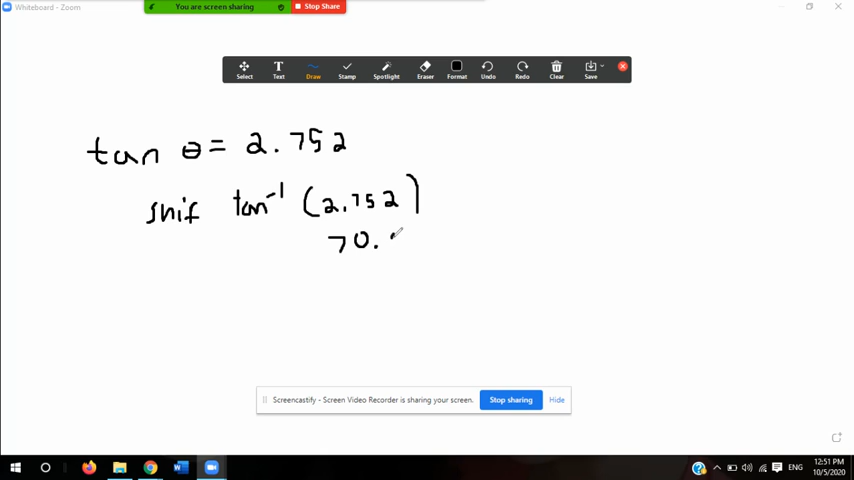 Whiteboard - Zoom
You are screen sharing
Stop Share
Select Text Draw Stamp Spotlight Eraser Format Undo Redo Clear Save
tan θ = 2.752
shif tan⁻¹ (2.752)
70.
Screencastify - Screen Video Recorder is sharing your screen. Stop sharing Hide
ENG
12:51 PM
10/5/2020